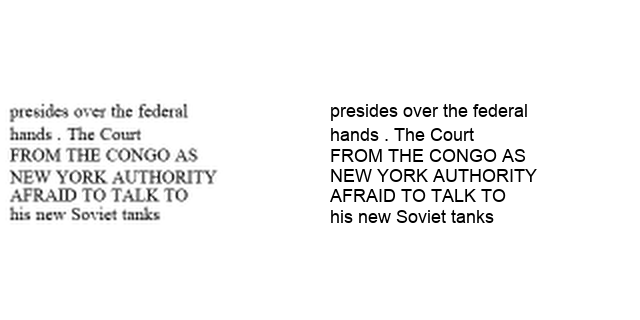 presides over the federal
hands . The Court
FROM THE CONGO AS
NEW YORK AUTHORITY
AFRAID TO TALK TO
his new Soviet tanks
presides over the federal
hands . The Court
FROM THE CONGO AS
NEW YORK AUTHORITY
AFRAID TO TALK TO
his new Soviet tanks